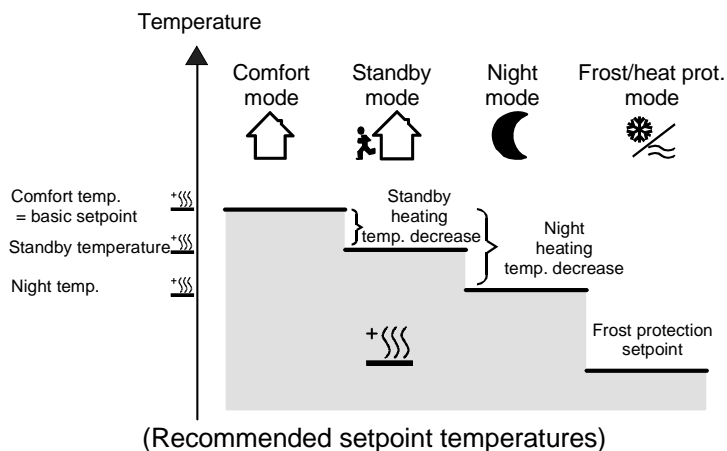 Temperature
Comfort
mode
Standby
mode
Night
mode
Frost/heat prot.
mode
Comfort temp.
= basic setpoint
Standby temperature
Night temp.
Standby
heating
temp. decrease
Night
heating
temp. decrease
Frost protection
setpoint
(Recommended setpoint temperatures)